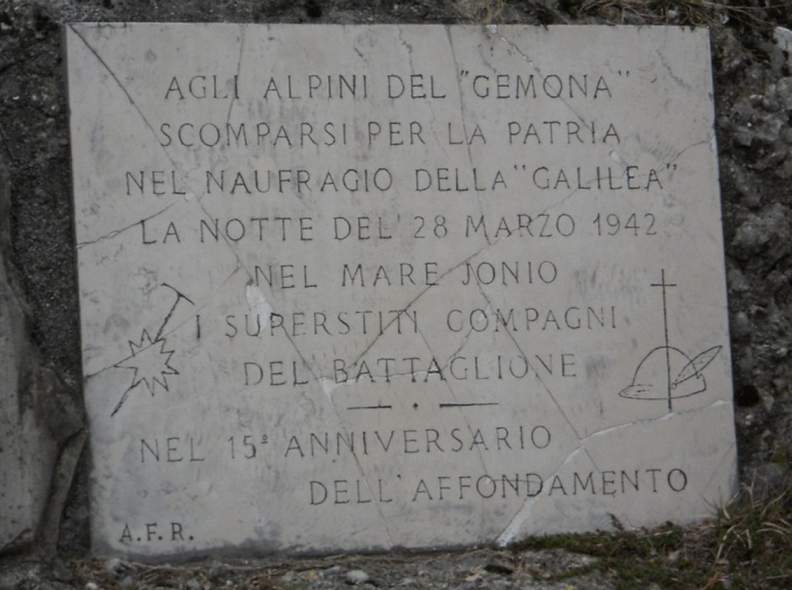 AGLI ALPINI DEL "GEMONA"
SCOMPARSI PER LA PATRIA
NEL NAUFRAGIO DELLA "GALILEA"
LA NOTTE DEL 28 MARZO 1942
NEL MARE JONIO
I SUPERSTITI COMPAGNI
DEL BATTAGLIONE
NEL 15º ANNIVERSARIO
DELL'AFFONDAMENTO
A.F.R.